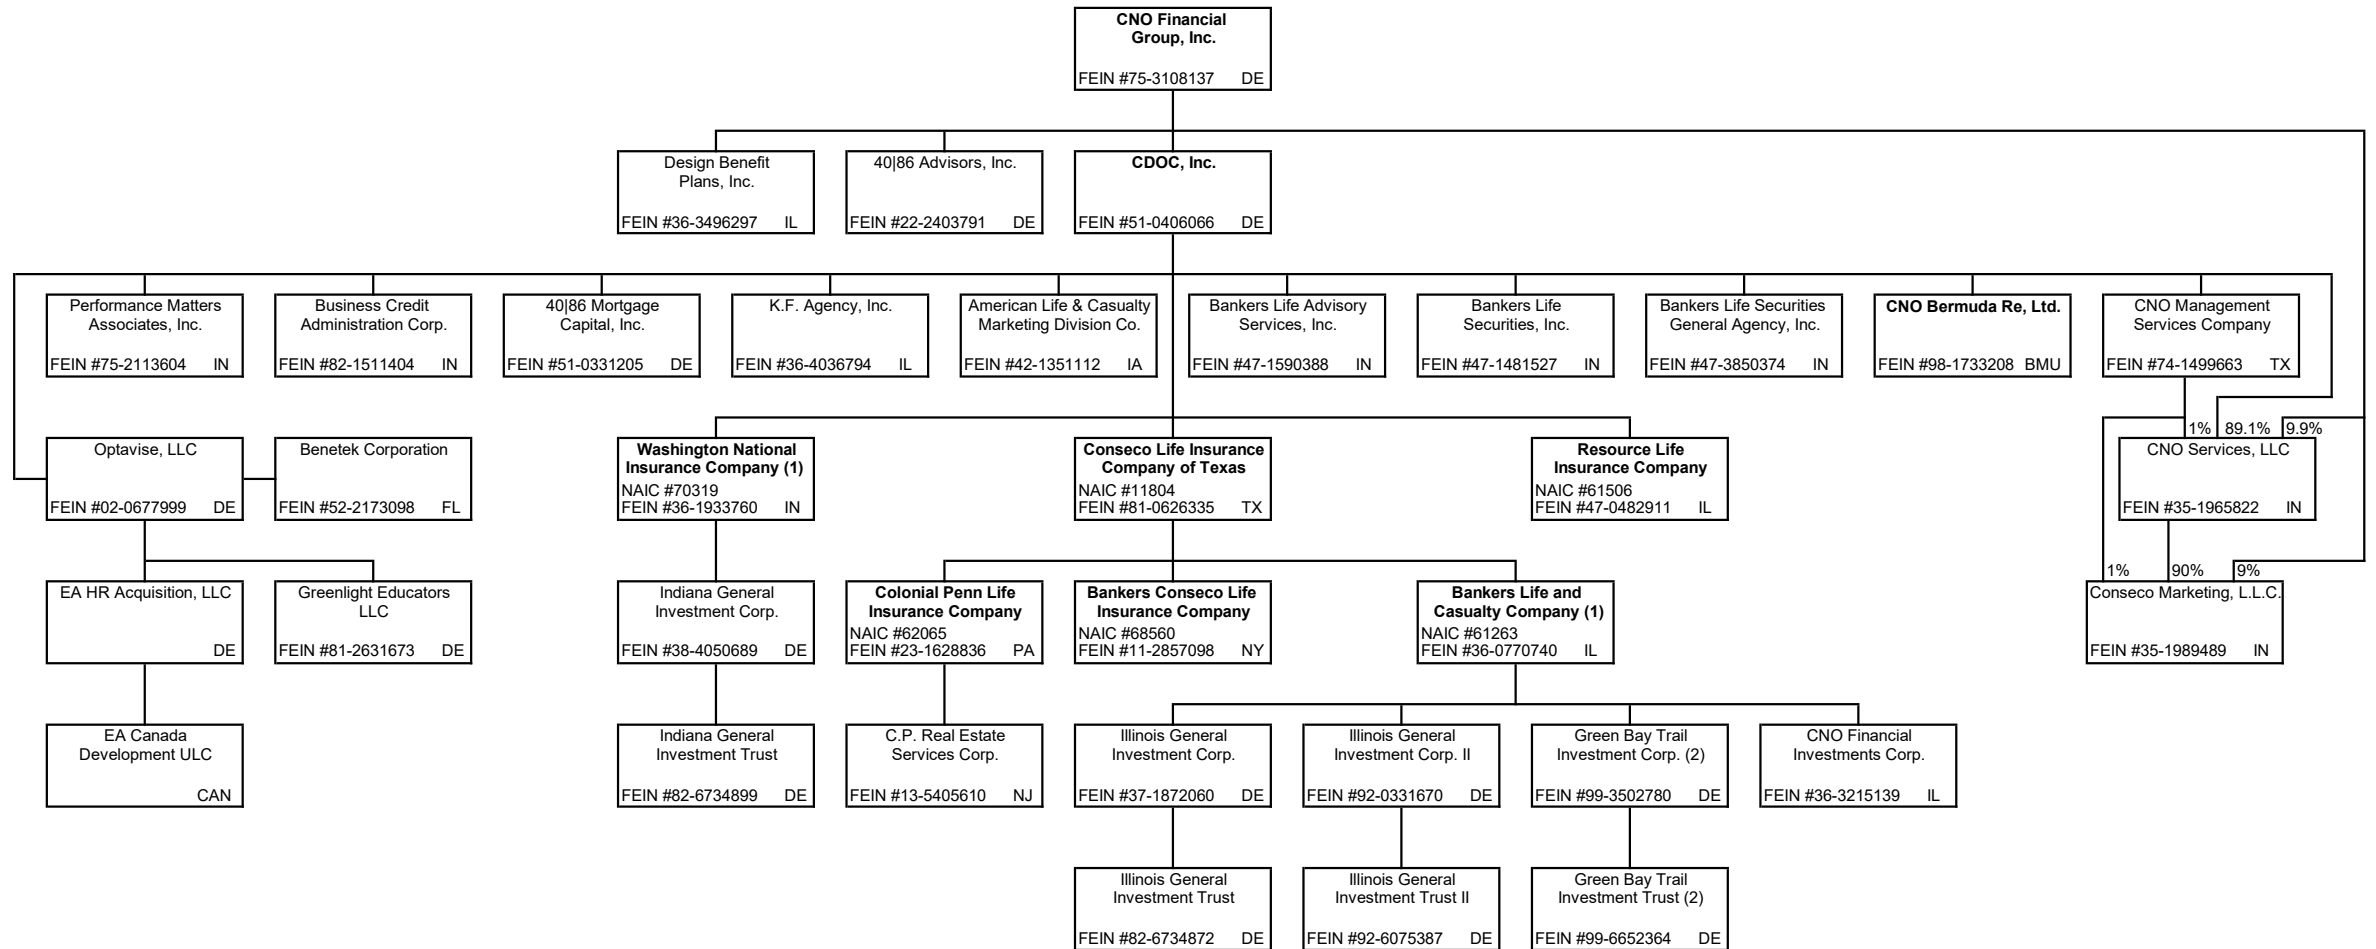 CNO Financial
Group, Inc.
FEIN #75-3108137 DE
Design Benefit
Plans, Inc.
FEIN #36-3496297 IL
40|86 Advisors, Inc.
FEIN #22-2403791 DE
CDOC, Inc.
FEIN #51-0406066 DE
Performance Matters
Associates, Inc.
FEIN #75-2113604 IN
Business Credit
Administration Corp.
FEIN #82-1511404 IN
40|86 Mortgage
Capital, Inc.
FEIN #51-0331205 DE
K.F. Agency, Inc.
FEIN #36-4036794 IL
American Life & Casualty
Marketing Division Co.
FEIN #42-1351112 IA
Bankers Life Advisory
Services, Inc.
FEIN #47-1590388 IN
Bankers Life
Securities, Inc.
FEIN #47-1481527 IN
Bankers Life Securities
General Agency, Inc.
FEIN #47-3850374 IN
CNO Bermuda Re, Ltd.
FEIN #98-1733208 BMU
CNO Management
Services Company
FEIN #74-1499663 TX
Optavise, LLC
FEIN #02-0677999 DE
Benetek Corporation
FEIN #52-2173098 FL
Washington National
Insurance Company (1)
NAIC #70319
FEIN #36-1933760 IN
Conseco Life Insurance
Company of Texas
NAIC #11804
FEIN #81-0626335 TX
Resource Life
Insurance Company
NAIC #61506
FEIN #47-0482911 IL
1% 89.1% 9.9%
CNO Services, LLC
FEIN #35-1965822 IN
EA HR Acquisition, LLC
DE
Greenlight Educators
LLC
FEIN #81-2631673 DE
Indiana General
Investment Corp.
FEIN #38-4050689 DE
Colonial Penn Life
Insurance Company
NAIC #62065
FEIN #23-1628836 PA
Bankers Conseco Life
Insurance Company
NAIC #68560
FEIN #11-2857098 NY
Bankers Life and
Casualty Company (1)
NAIC #61263
FEIN #36-0770740 IL
1% 90% 9%
Conseco Marketing, L.L.C.
FEIN #35-1989489 IN
EA Canada
Development ULC
CAN
Indiana General
Investment Trust
FEIN #82-6734899 DE
C.P. Real Estate
Services Corp.
FEIN #13-5405610 NJ
Illinois General
Investment Corp.
FEIN #37-1872060 DE
Illinois General
Investment Corp. II
FEIN #92-0331670 DE
Green Bay Trail
Investment Corp. (2)
FEIN #99-3502780 DE
CNO Financial
Investments Corp.
FEIN #36-3215139 IL
Illinois General
Investment Trust
FEIN #82-6734872 DE
Illinois General
Investment Trust II
FEIN #92-6075387 DE
Green Bay Trail
Investment Trust (2)
FEIN #99-6652364 DE